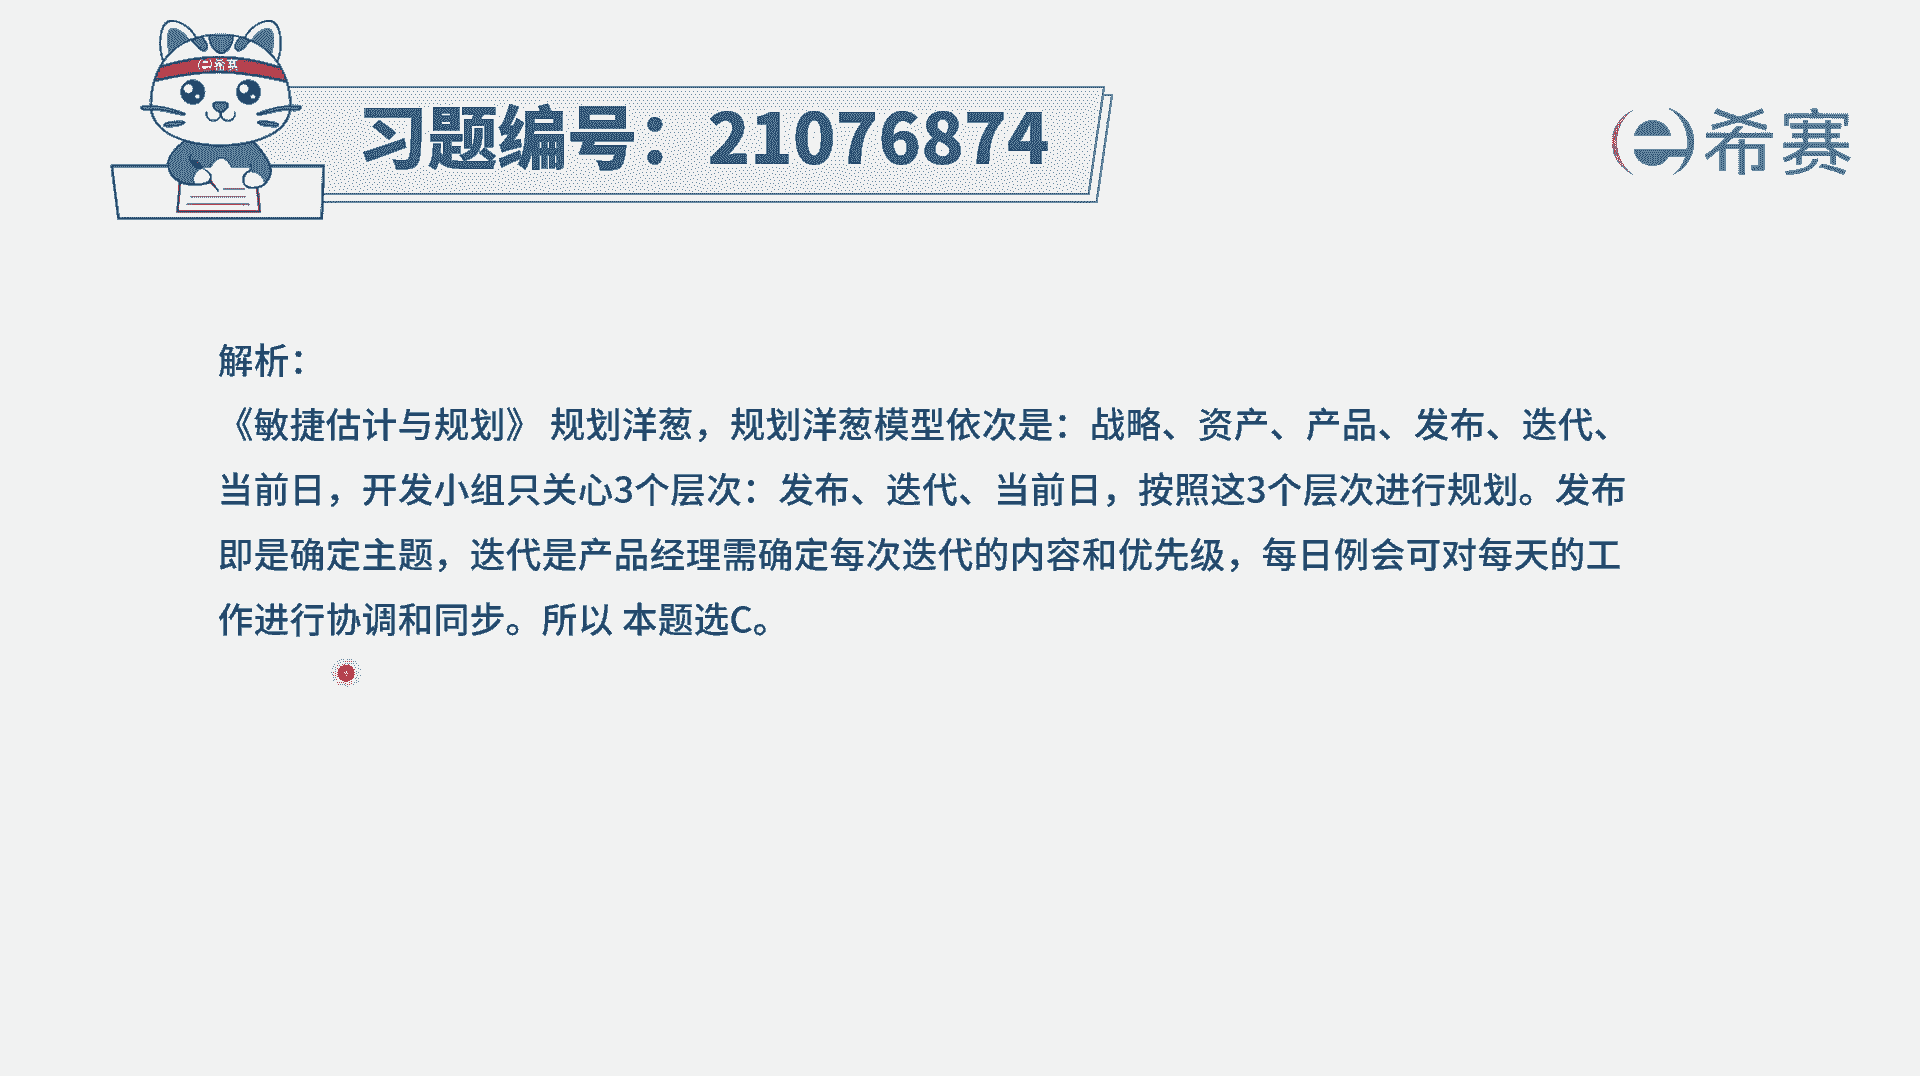 e希赛
习题编号：21076874
e希赛
解析：
《敏捷估计与规划》 规划洋葱，规划洋葱模型依次是：战略、资产、产品、发布、迭代、
当前日，开发小组只关心3个层次：发布、迭代、当前日，按照这3个层次进行规划。发布
即是确定主题，迭代是产品经理需确定每次迭代的内容和优先级，每日例会可对每天的工
作进行协调和同步。所以 本题选C。